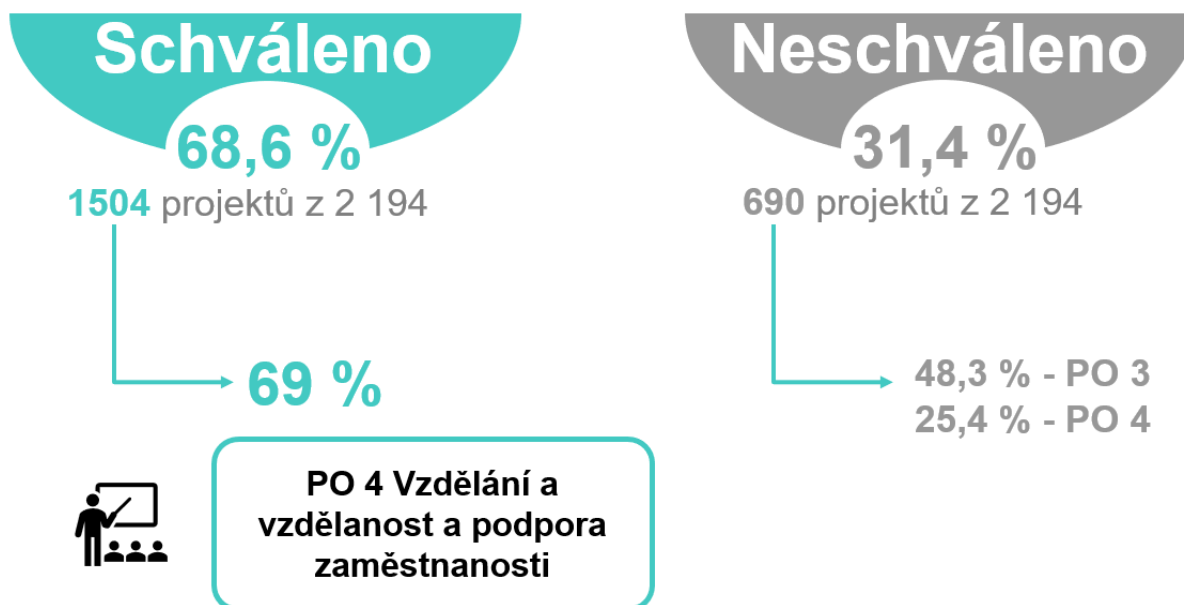 Schváleno
68,6 %
1504 projektů z 2 194
69 %
PO 4 Vzdělání a
vzdělanost a podpora
zaměstnanosti
Neschváleno
31,4 %
690 projektů z 2 194
48,3 % - PO 3
25,4 % - PO 4